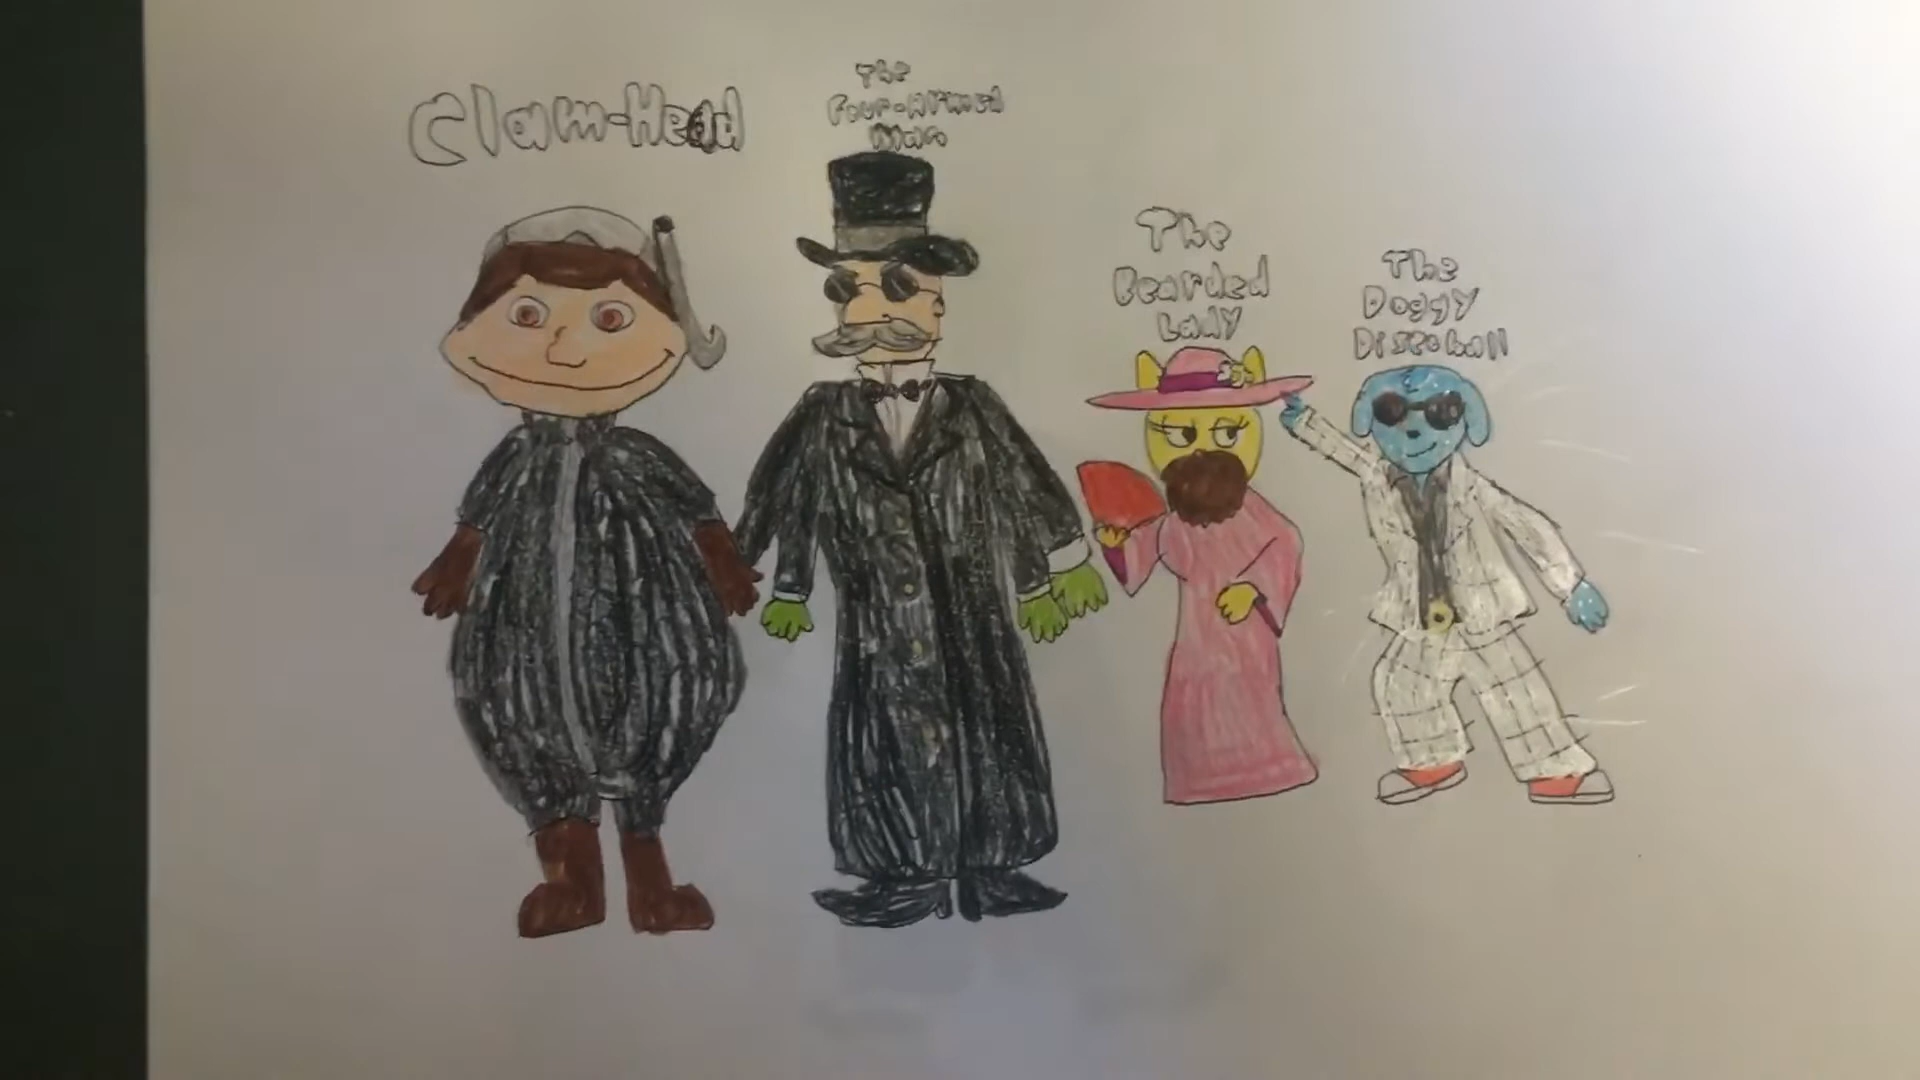 Clam-Head
The
Four-Armed
Man
The
Bearded
Lady
The
Doggy
Discoball